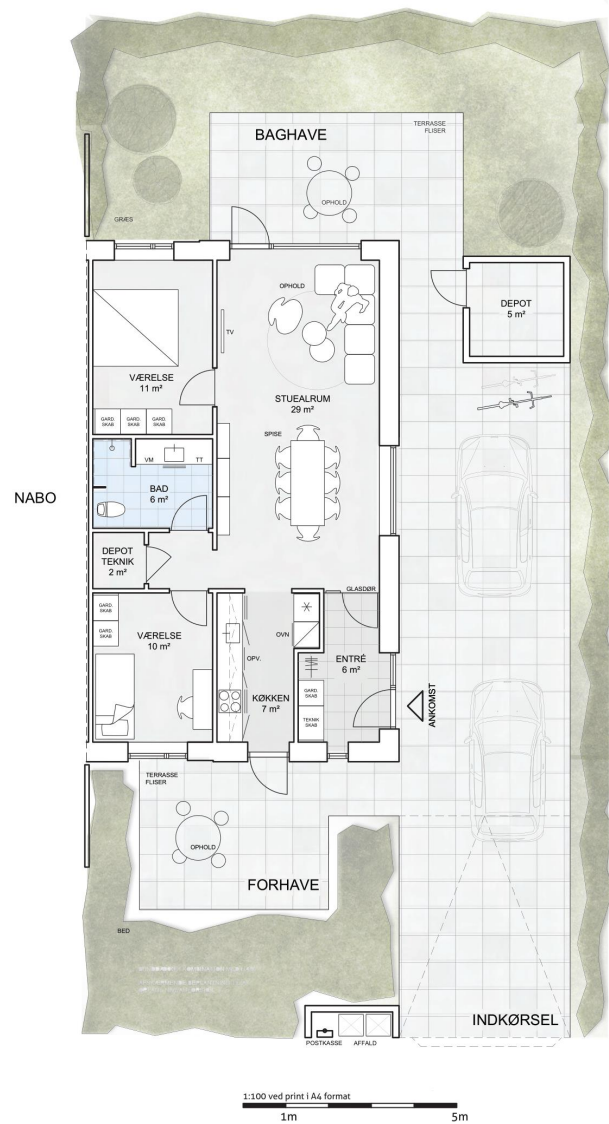 BAGHAVE
TERRASSE
FLISER
OPHOLD
GRÆS
OPHOLD
DEPOT
5 m²
TV
VÆRELSE
11 m²
STUEALRUM
29 m²
GARD.
SKAB
GARD.
SKAB
GARD.
SKAB
SPISE
VM
TT
NABO
BAD
6 m²
DEPOT
TEKNIK
2 m²
GLASDØR
GARD.
SKAB
GARD.
SKAB
VÆRELSE
10 m²
OVN
OPV.
ENTRÉ
6 m²
GARD.
SKAB
KØKKEN
7 m²
TEKNIK
SKAB
ANKOMST
TERRASSE
FLISER
OPHOLD
FORHAVE
BED
INDKØRSEL
POSTKASSE
AFFALD
1:100 ved print i A4 format
1m
5m